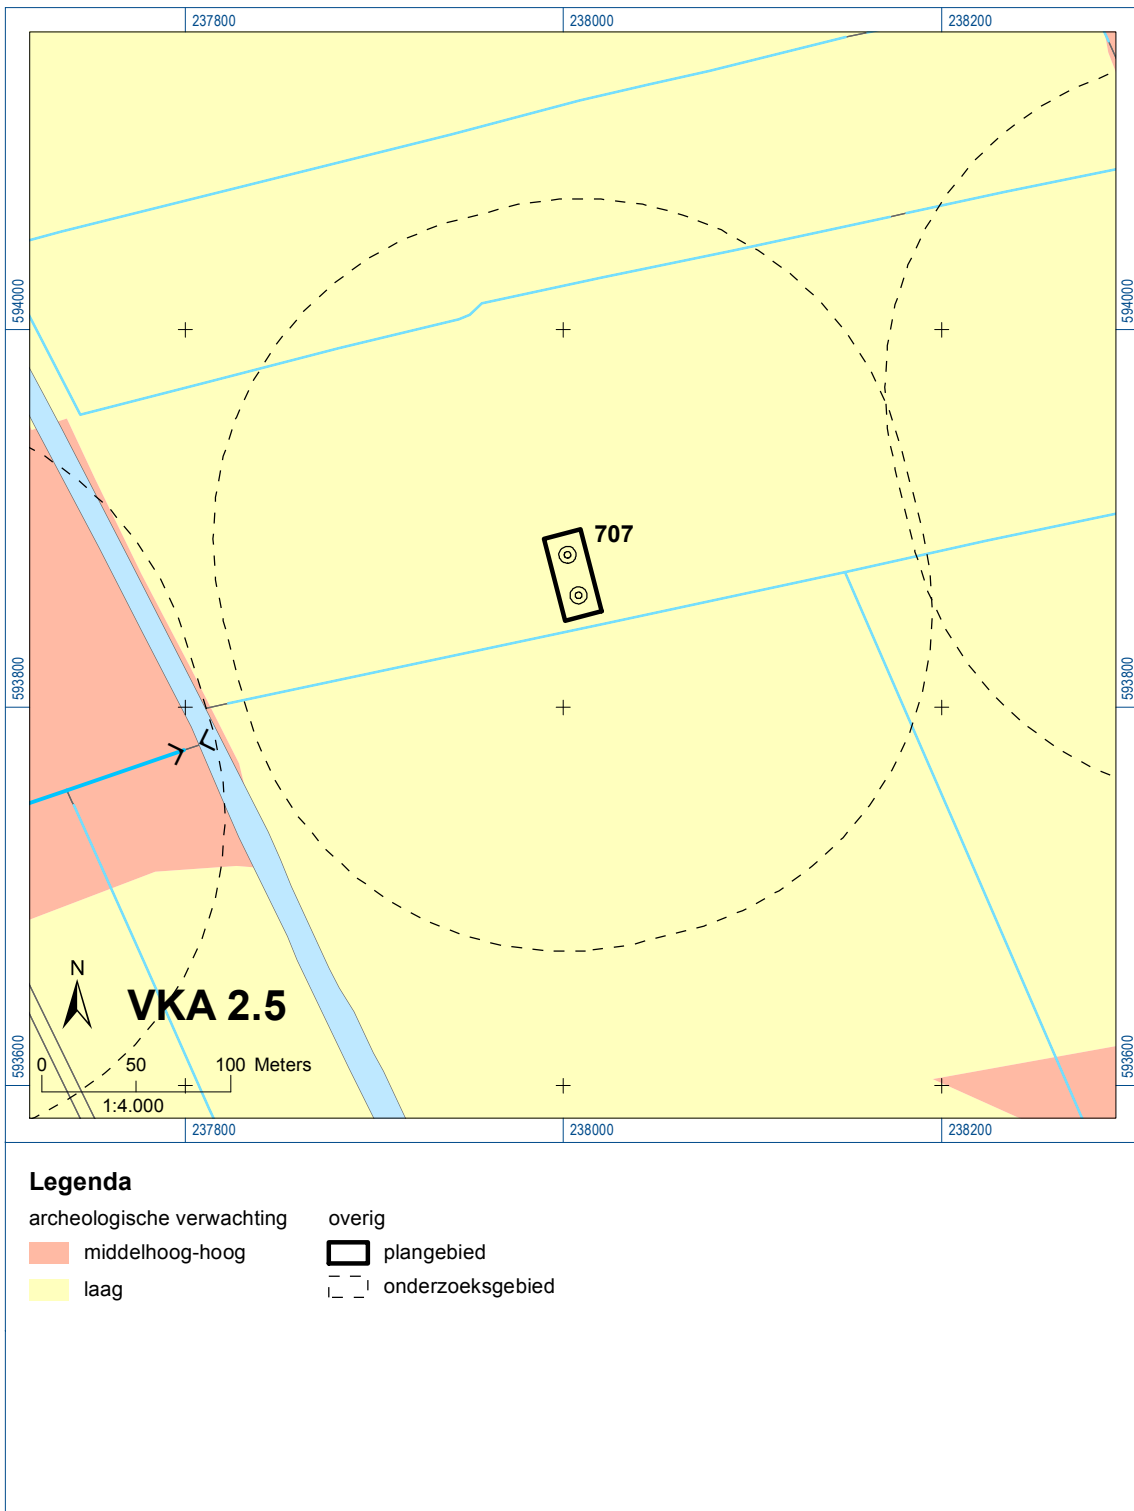 237800 238000 238200
594000 594000
707
593800 593800
N
VKA 2.5
0 50 100 Meters
1:4.000
593600 593600
237800 238000 238200
Legenda
archeologische verwachting overig
middelhoog-hoog plangebied
laag onderzoeksgebied